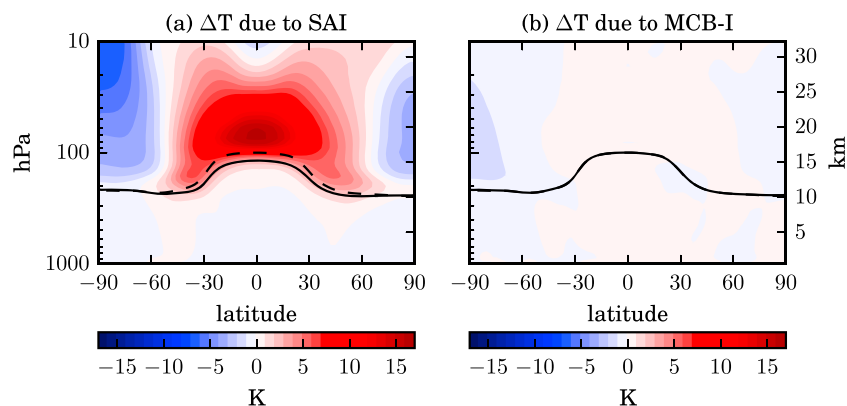 (a) ΔT due to SAI
(b) ΔT due to MCB-I
10
100
1000
hPa
−90 −60 −30 0 30 60 90
latitude
−15 −10 −5 0 5 10 15
K
30
25
20
15
10
5
km
−90 −60 −30 0 30 60 90
latitude
−15 −10 −5 0 5 10 15
K